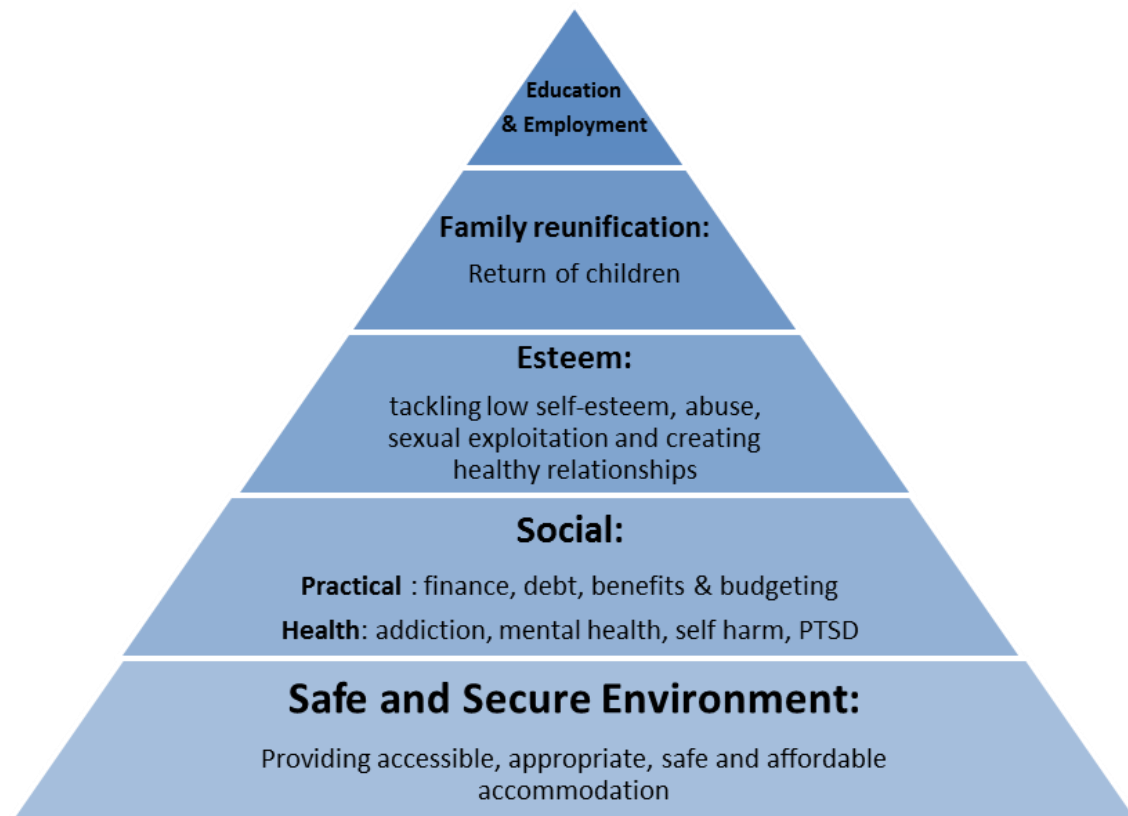 Education
& Employment
Family reunification:
Return of children
Esteem:
tackling low self-esteem, abuse,
sexual exploitation and creating
healthy relationships
Social:
Practical : finance, debt, benefits & budgeting
Health: addiction, mental health, self harm, PTSD
Safe and Secure Environment:
Providing accessible, appropriate, safe and affordable
accommodation